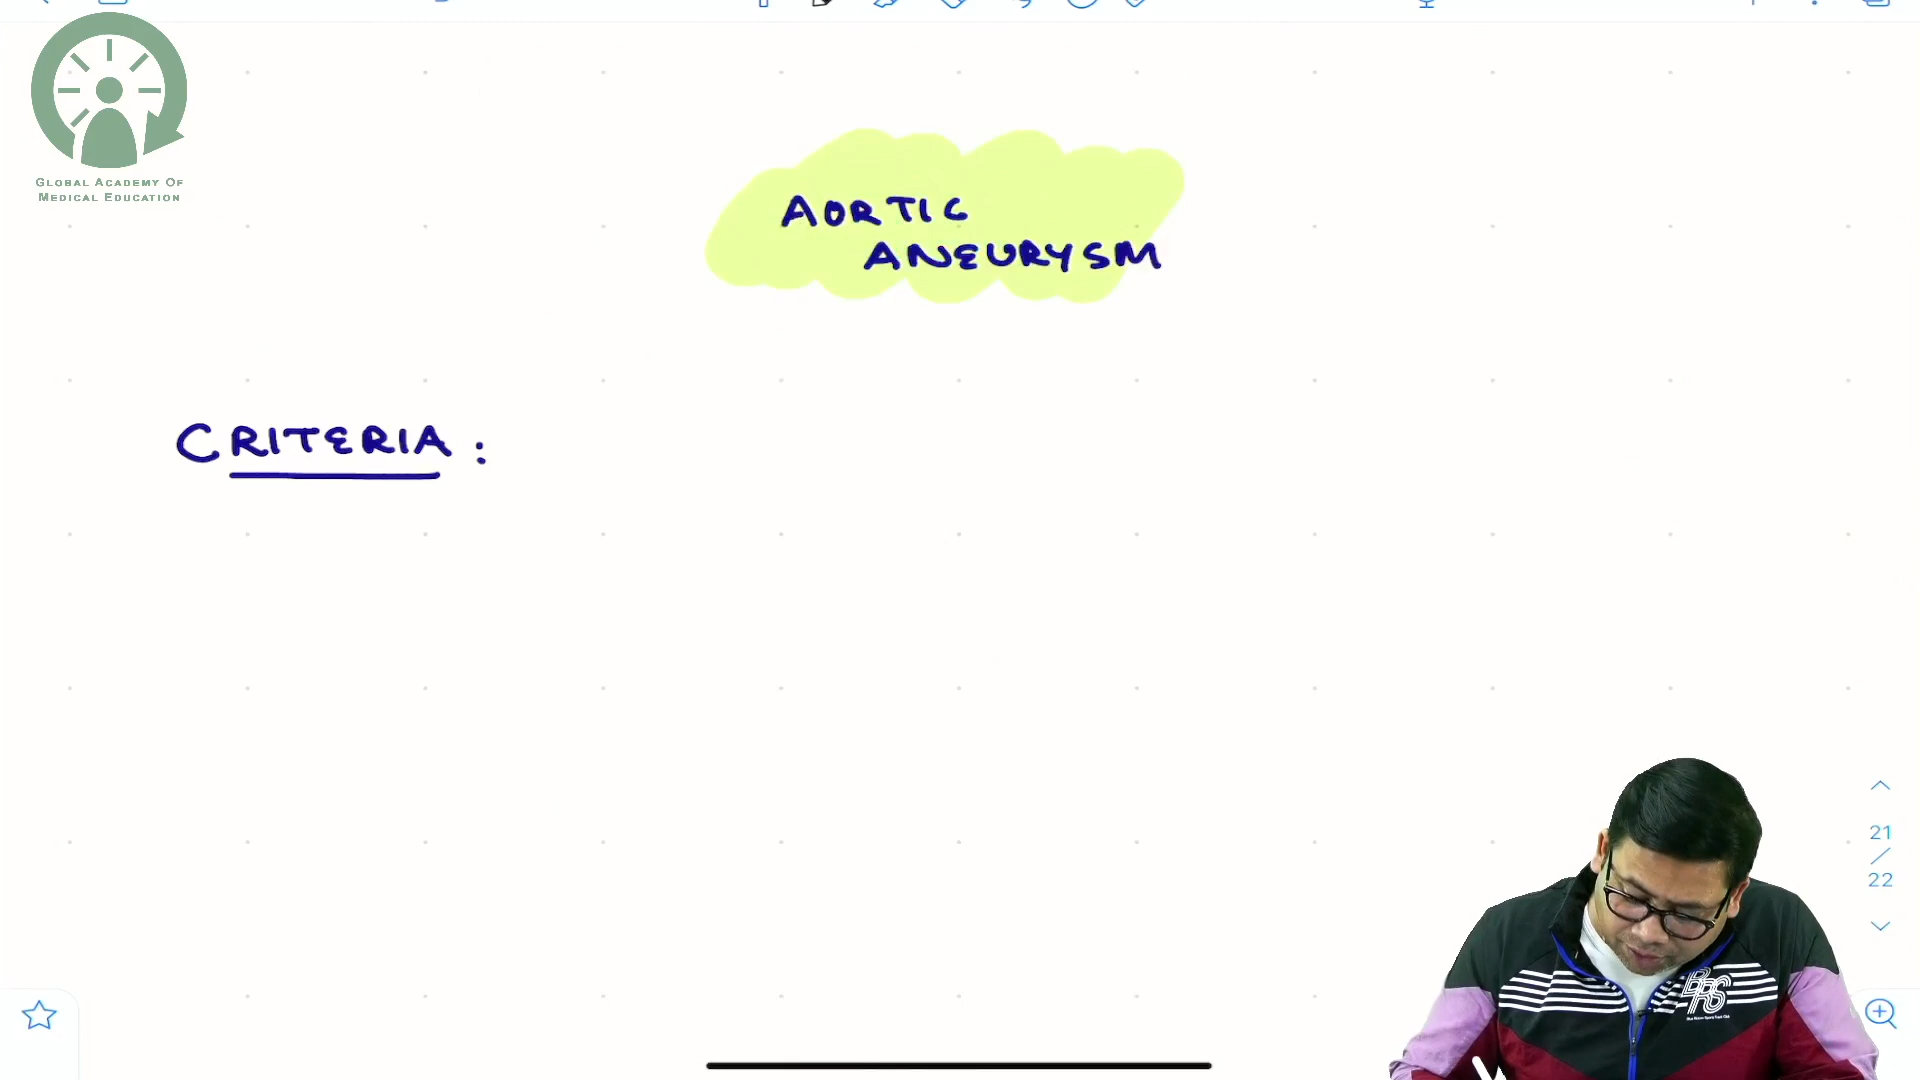 GLOBAL ACADEMY OF
MEDICAL EDUCATION
AORTIC
ANEURYSM
CRITERIA :
21
/
22